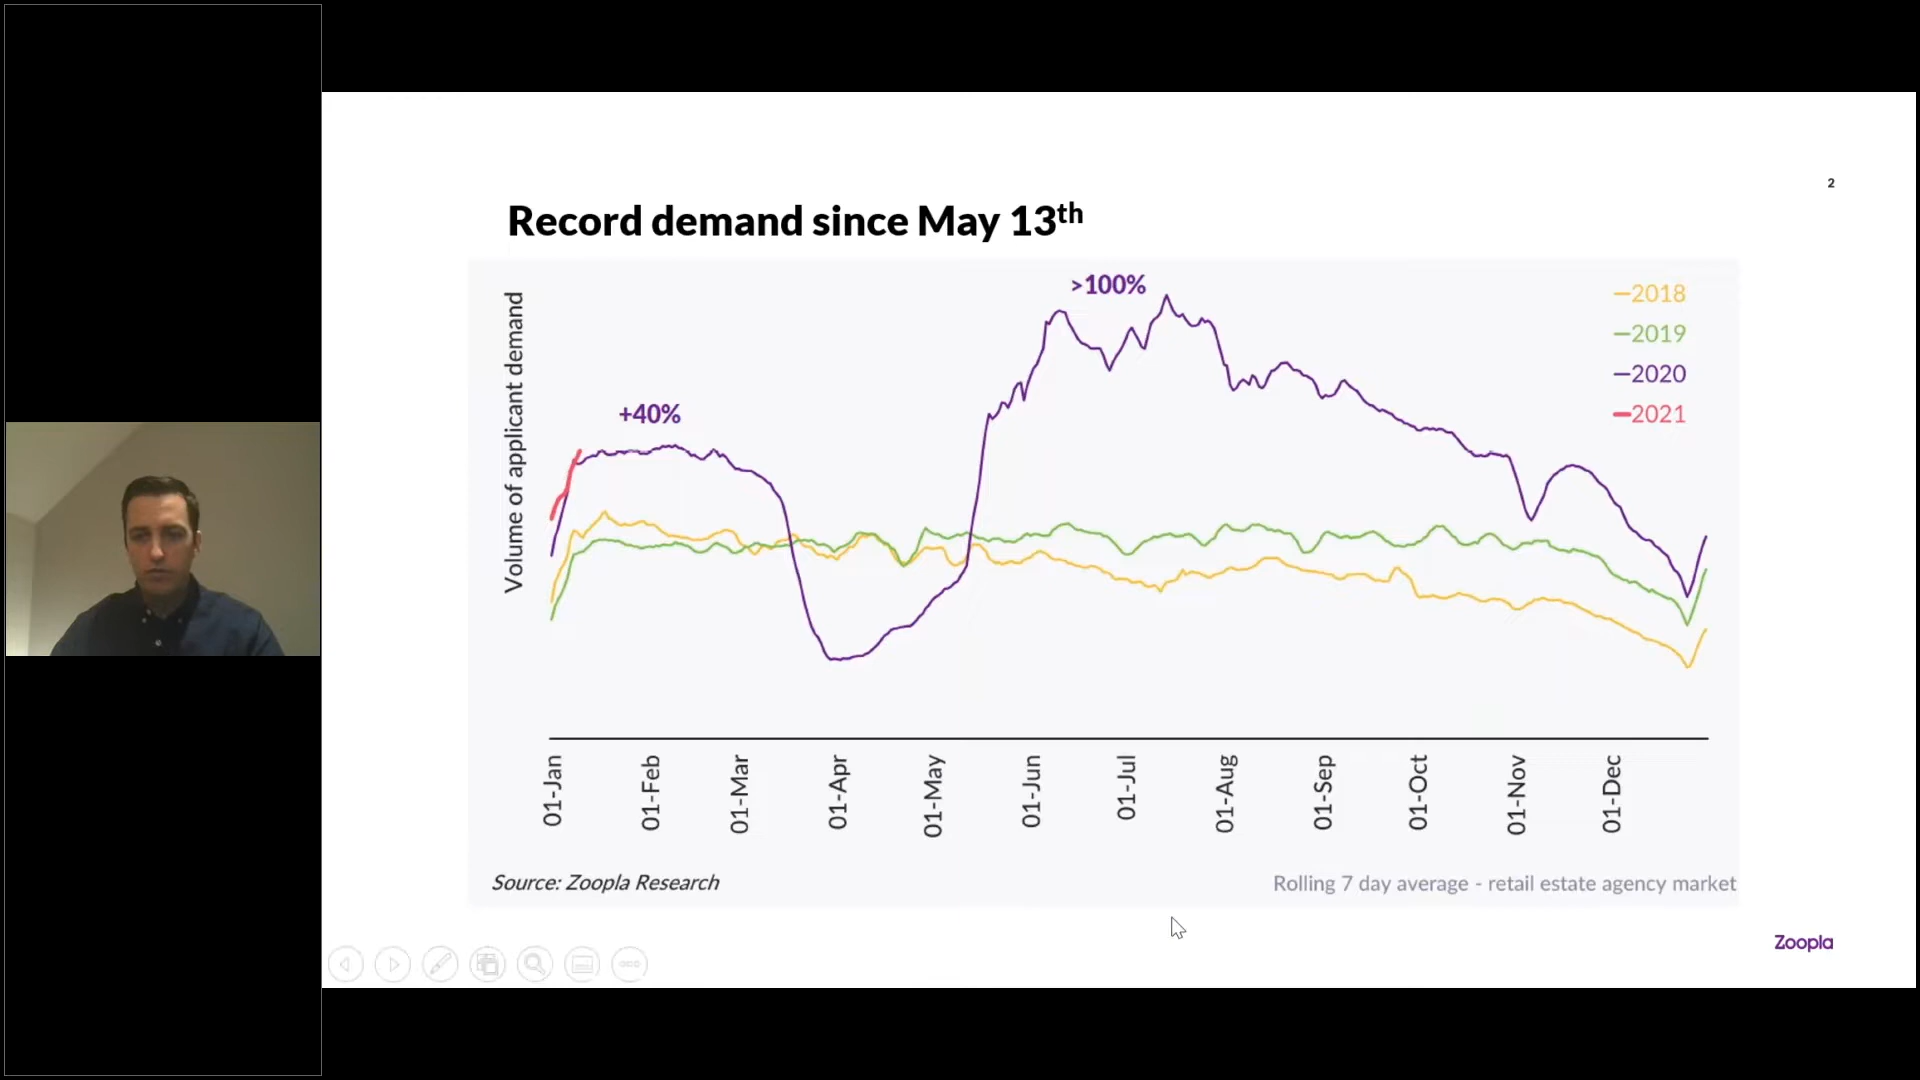 2
Record demand since May 13th
Volume of applicant demand
>100%
+40%
2018
2019
2020
2021
01-Jan
01-Feb
01-Mar
01-Apr
01-May
01-Jun
01-Jul
01-Aug
01-Sep
01-Oct
01-Nov
01-Dec
Source: Zoopla Research
Rolling 7 day average - retail estate agency market
Zoopla